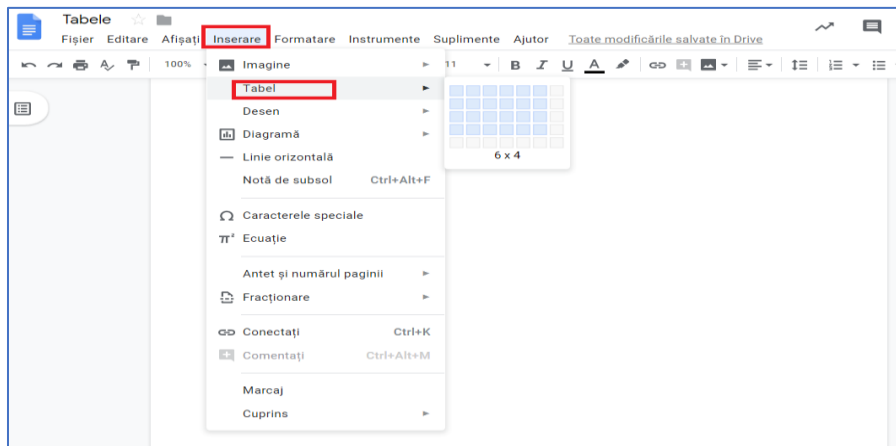 Tabele
Fișier Editare Afișați Inserare Formatare Instrumente Suplimente Ajutor Toate modificările salvate în Drive
100% 11 B I U A
Imagine
Tabel
Desen
Diagramă
Linie orizontală
Notă de subsol Ctrl+Alt+F
6 x 4
Ω Caracterele speciale
π² Ecuație
Antet și numărul paginii
Fracționare
Conectați Ctrl+K
Comentați Ctrl+Alt+M
Marcaj
Cuprins